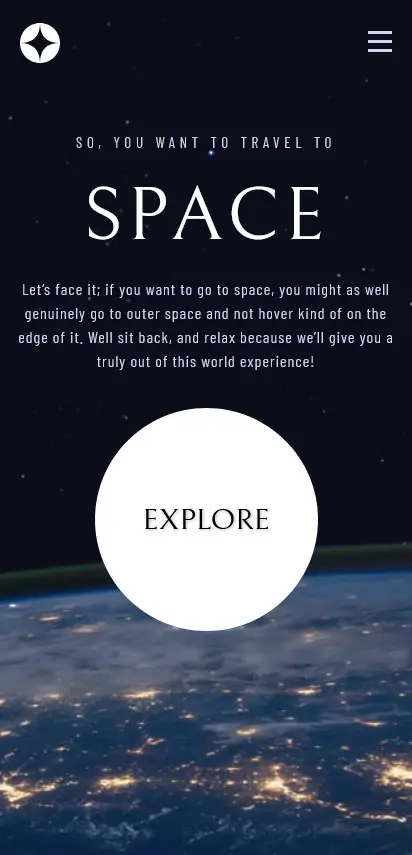 SO, YOU WANT TO TRAVEL TO
SPACE
Let's face it; if you want to go to space, you might as well
genuinely go to outer space and not hover kind of on the
edge of it. Well sit back, and relax because we'll give you a
truly out of this world experience!
EXPLORE